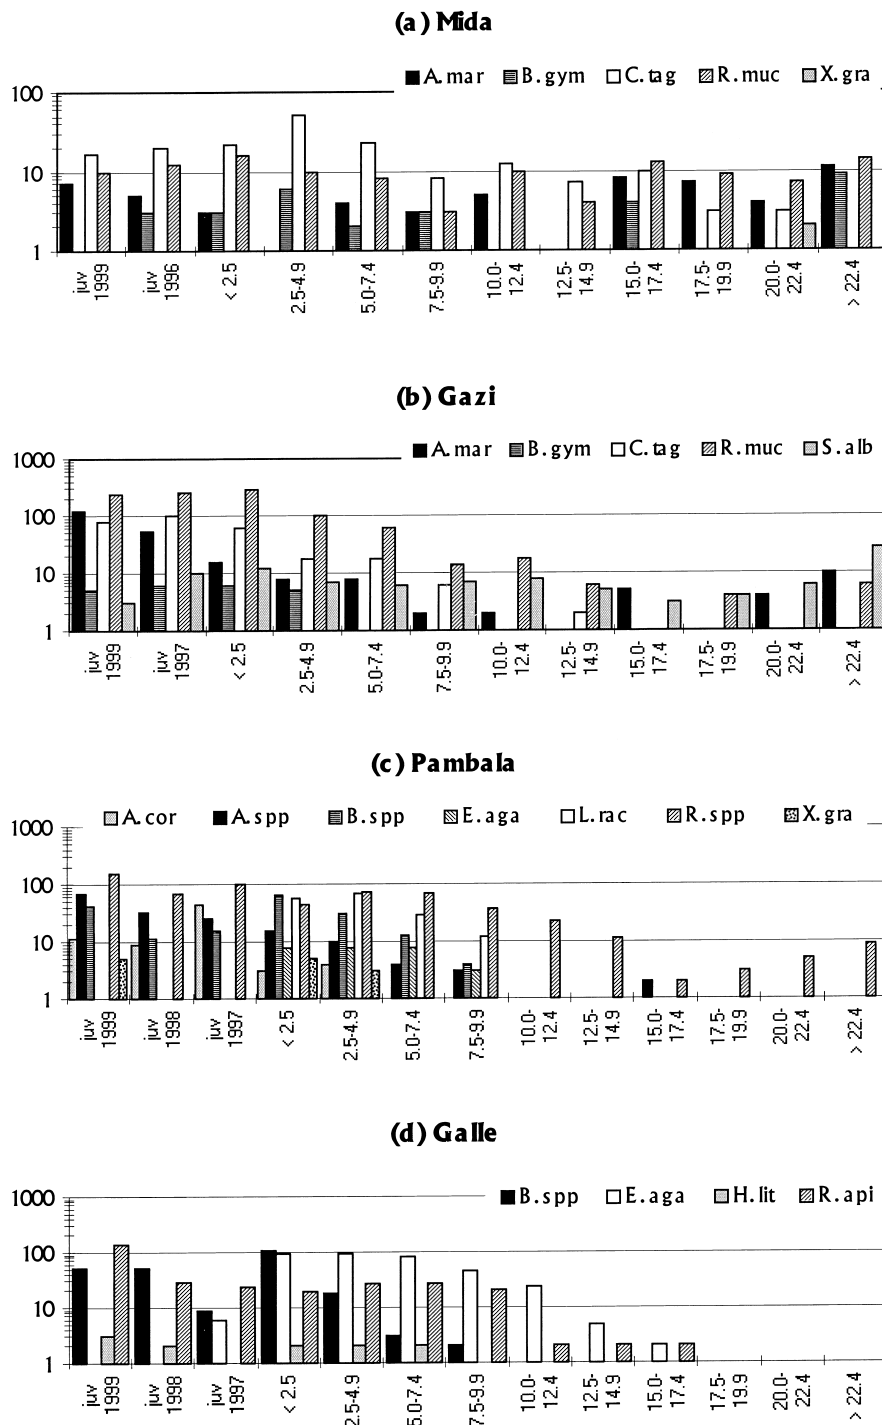 (a) Mida
A.mar B.gym C.tag R.muc X.gra
100
10
1
juv 1999 juv 1996 < 2.5 2.5-4.9 5.0-7.4 7.5-9.9 10.0-12.4 12.5-14.9 15.0-17.4 17.5-19.9 20.0-22.4 > 22.4
(b) Gazi
A.mar B.gym C.tag R.muc S.alb
1000
100
10
1
juv 1999 juv 1997 < 2.5 2.5-4.9 5.0-7.4 7.5-9.9 10.0-12.4 12.5-14.9 15.0-17.4 17.5-19.9 20.0-22.4 > 22.4
(c) Pambala
A.cor A.spp B.spp E.aga L.rac R.spp X.gra
1000
100
10
1
juv 1999 juv 1998 juv 1997 < 2.5 2.5-4.9 5.0-7.4 7.5-9.9 10.0-12.4 12.5-14.9 15.0-17.4 17.5-19.9 20.0-22.4 > 22.4
(d) Galle
B.spp E.aga H.lit R.api
1000
100
10
1
juv 1999 juv 1998 juv 1997 < 2.5 2.5-4.9 5.0-7.4 7.5-9.9 10.0-12.4 12.5-14.9 15.0-17.4 17.5-19.9 20.0-22.4 > 22.4